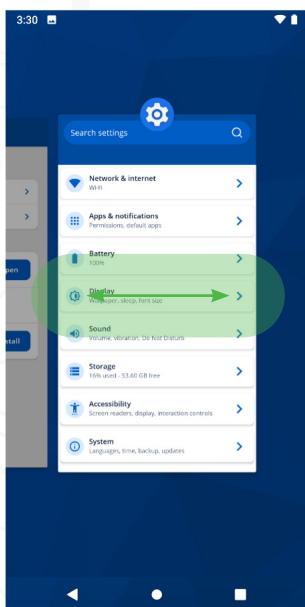 3:30
Search settings
Network & internet
Wi-Fi
Apps & notifications
Permissions, default apps
Battery
100%
pen
Display
Wallpaper, sleep, font size
Sound
Volume, vibration, Do Not Disturb
stall
Storage
16% used - 53.60 GB free
Accessibility
Screen readers, display, interaction controls
System
Languages, time, backup, updates